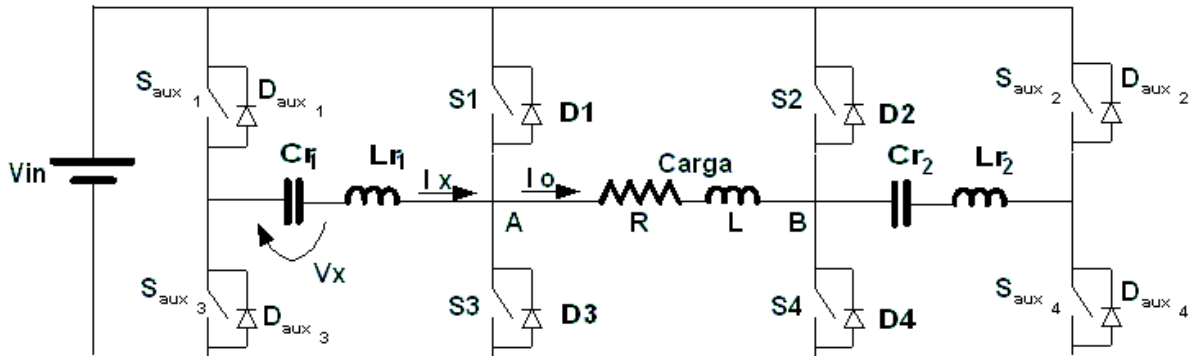 Saux 1
Daux 1
S1
D1
S2
D2
Saux 2
Daux 2
Vin
Cr1
Lr1
Ix
Io
Carga
Cr2
Lr2
A
R
L
B
Vx
Saux 3
Daux 3
S3
D3
S4
D4
Saux 4
Daux 4